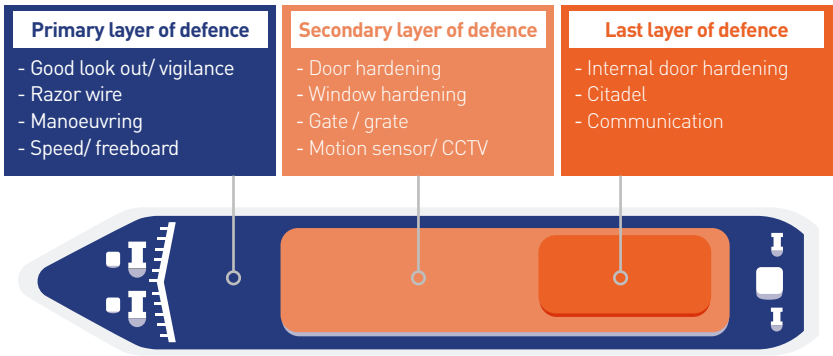 Primary layer of defence
- Good look out/ vigilance
- Razor wire
- Manoeuvring
- Speed/ freeboard
Secondary layer of defence
- Door hardening
- Window hardening
- Gate / grate
- Motion sensor/ CCTV
Last layer of defence
- Internal door hardening
- Citadel
- Communication